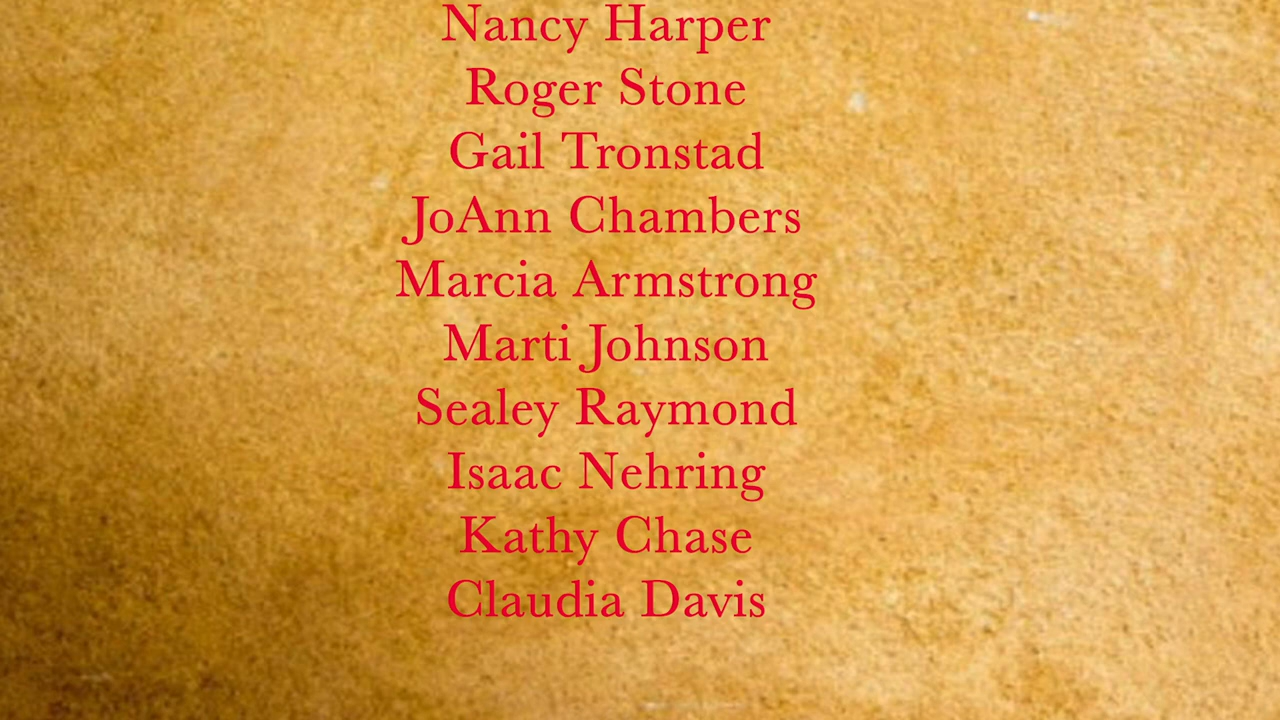 Nancy Harper
Roger Stone
Gail Tronstad
JoAnn Chambers
Marcia Armstrong
Marti Johnson
Sealey Raymond
Isaac Nehring
Kathy Chase
Claudia Davis